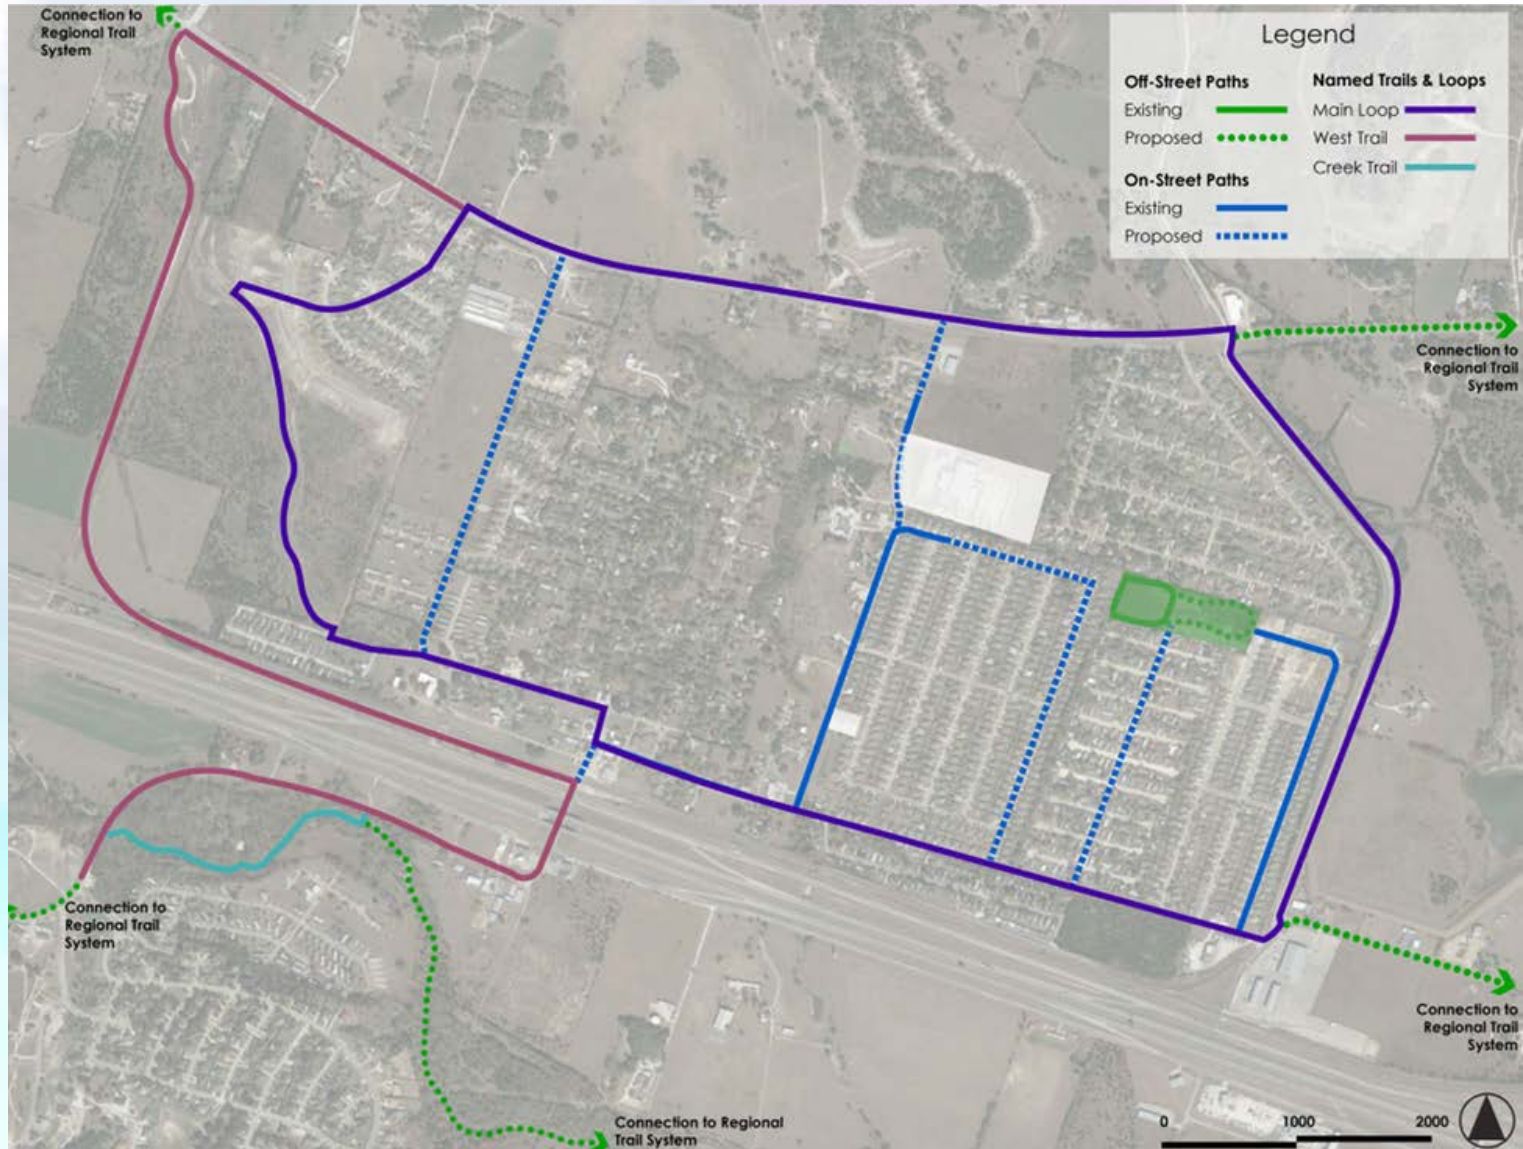 Connection to
Regional Trail
System
Legend
Off-Street Paths
Existing
Proposed
On-Street Paths
Existing
Proposed
Named Trails & Loops
Main Loop
West Trail
Creek Trail
Connection to
Regional Trail
System
Connection to
Regional Trail
System
Connection to
Regional Trail
System
Connection to Regional
Trail System
0 1000 2000